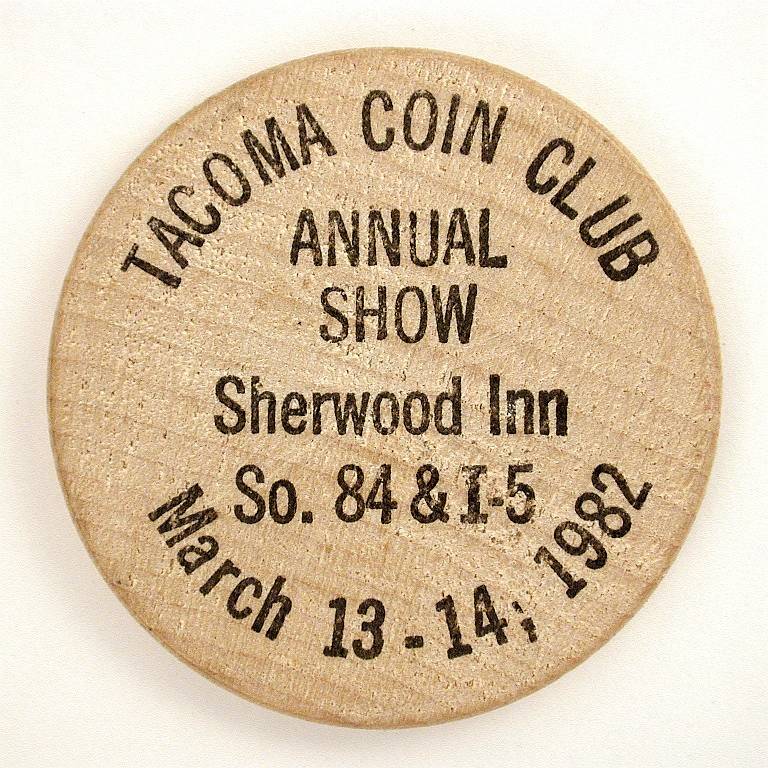 TACOMA COIN CLUB
ANNUAL
SHOW
Sherwood Inn
So. 84 & I-5
March 13-14, 1982